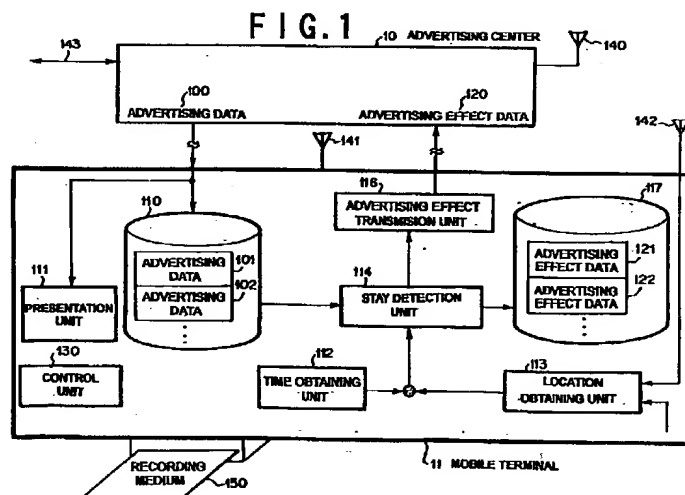 FIG.1
10 ADVERTISING CENTER
140
143
100
120
ADVERTISING DATA
ADVERTISING EFFECT DATA
141
142
116
ADVERTISING EFFECT
TRANSMISION UNIT
110
117
111
ADVERTISING DATA
101
ADVERTISING DATA
102
PRESENTATION
UNIT
114
STAY DETECTION
UNIT
ADVERTISING
EFFECT DATA
121
ADVERTISING
EFFECT DATA
122
130
CONTROL
UNIT
112
TIME OBTAINING
UNIT
113
LOCATION
OBTAINING UNIT
RECORDING
MEDIUM
150
11 MOBILE TERMINAL